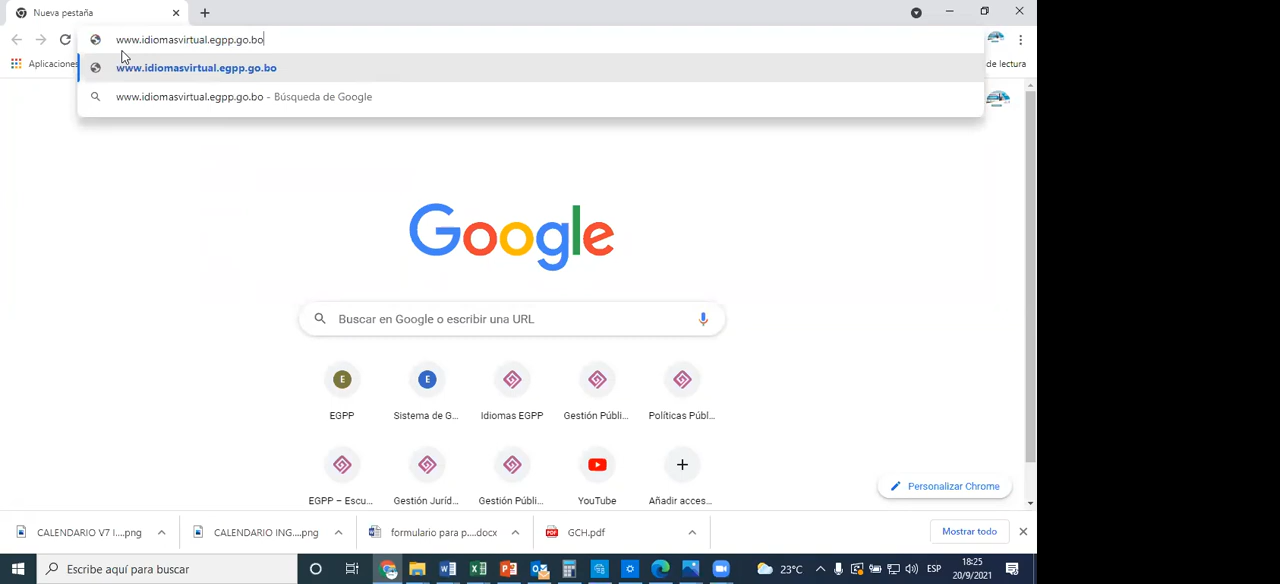 Nueva pestaña
www.idiomasvirtual.egpp.go.bo
Aplicaciones
www.idiomasvirtual.egpp.go.bo
de lectura
www.idiomasvirtual.egpp.go.bo - Búsqueda de Google
Google
Buscar en Google o escribir una URL
E E
EGPP Sistema de G... Idiomas EGPP Gestión Públi... Políticas Públ...
EGPP – Escu... Gestión Juríd... Gestión Públi... YouTube Añadir acces...
Personalizar Chrome
CALENDARIO V7 I....png CALENDARIO ING....png formulario para p....docx GCH.pdf Mostrar todo
Escribe aquí para buscar 23°C ESP 18:25
20/9/2021